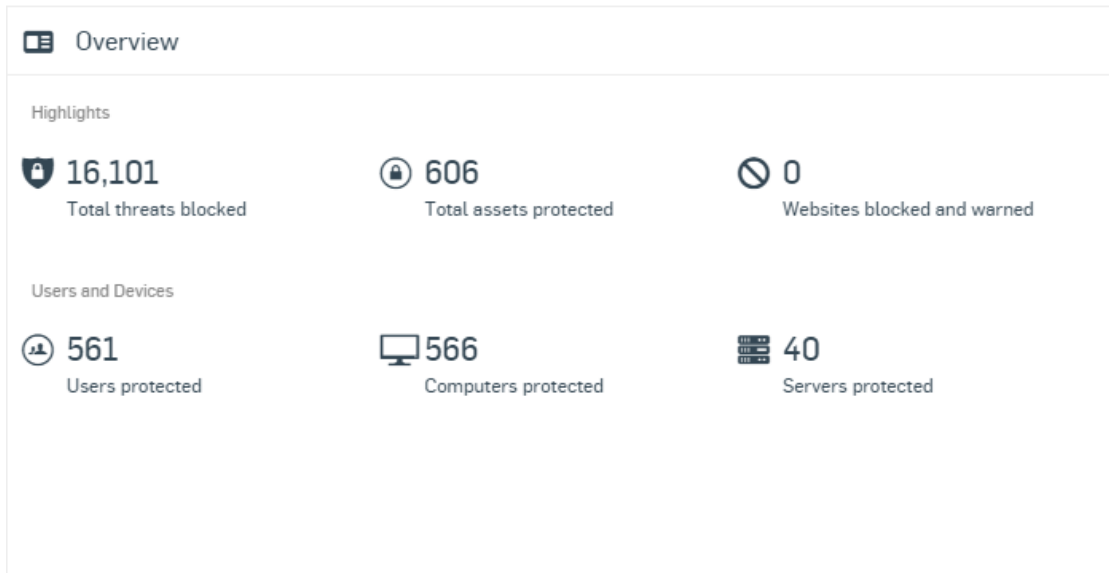 Overview
Highlights
16,101
Total threats blocked
606
Total assets protected
0
Websites blocked and warned
Users and Devices
561
Users protected
566
Computers protected
40
Servers protected